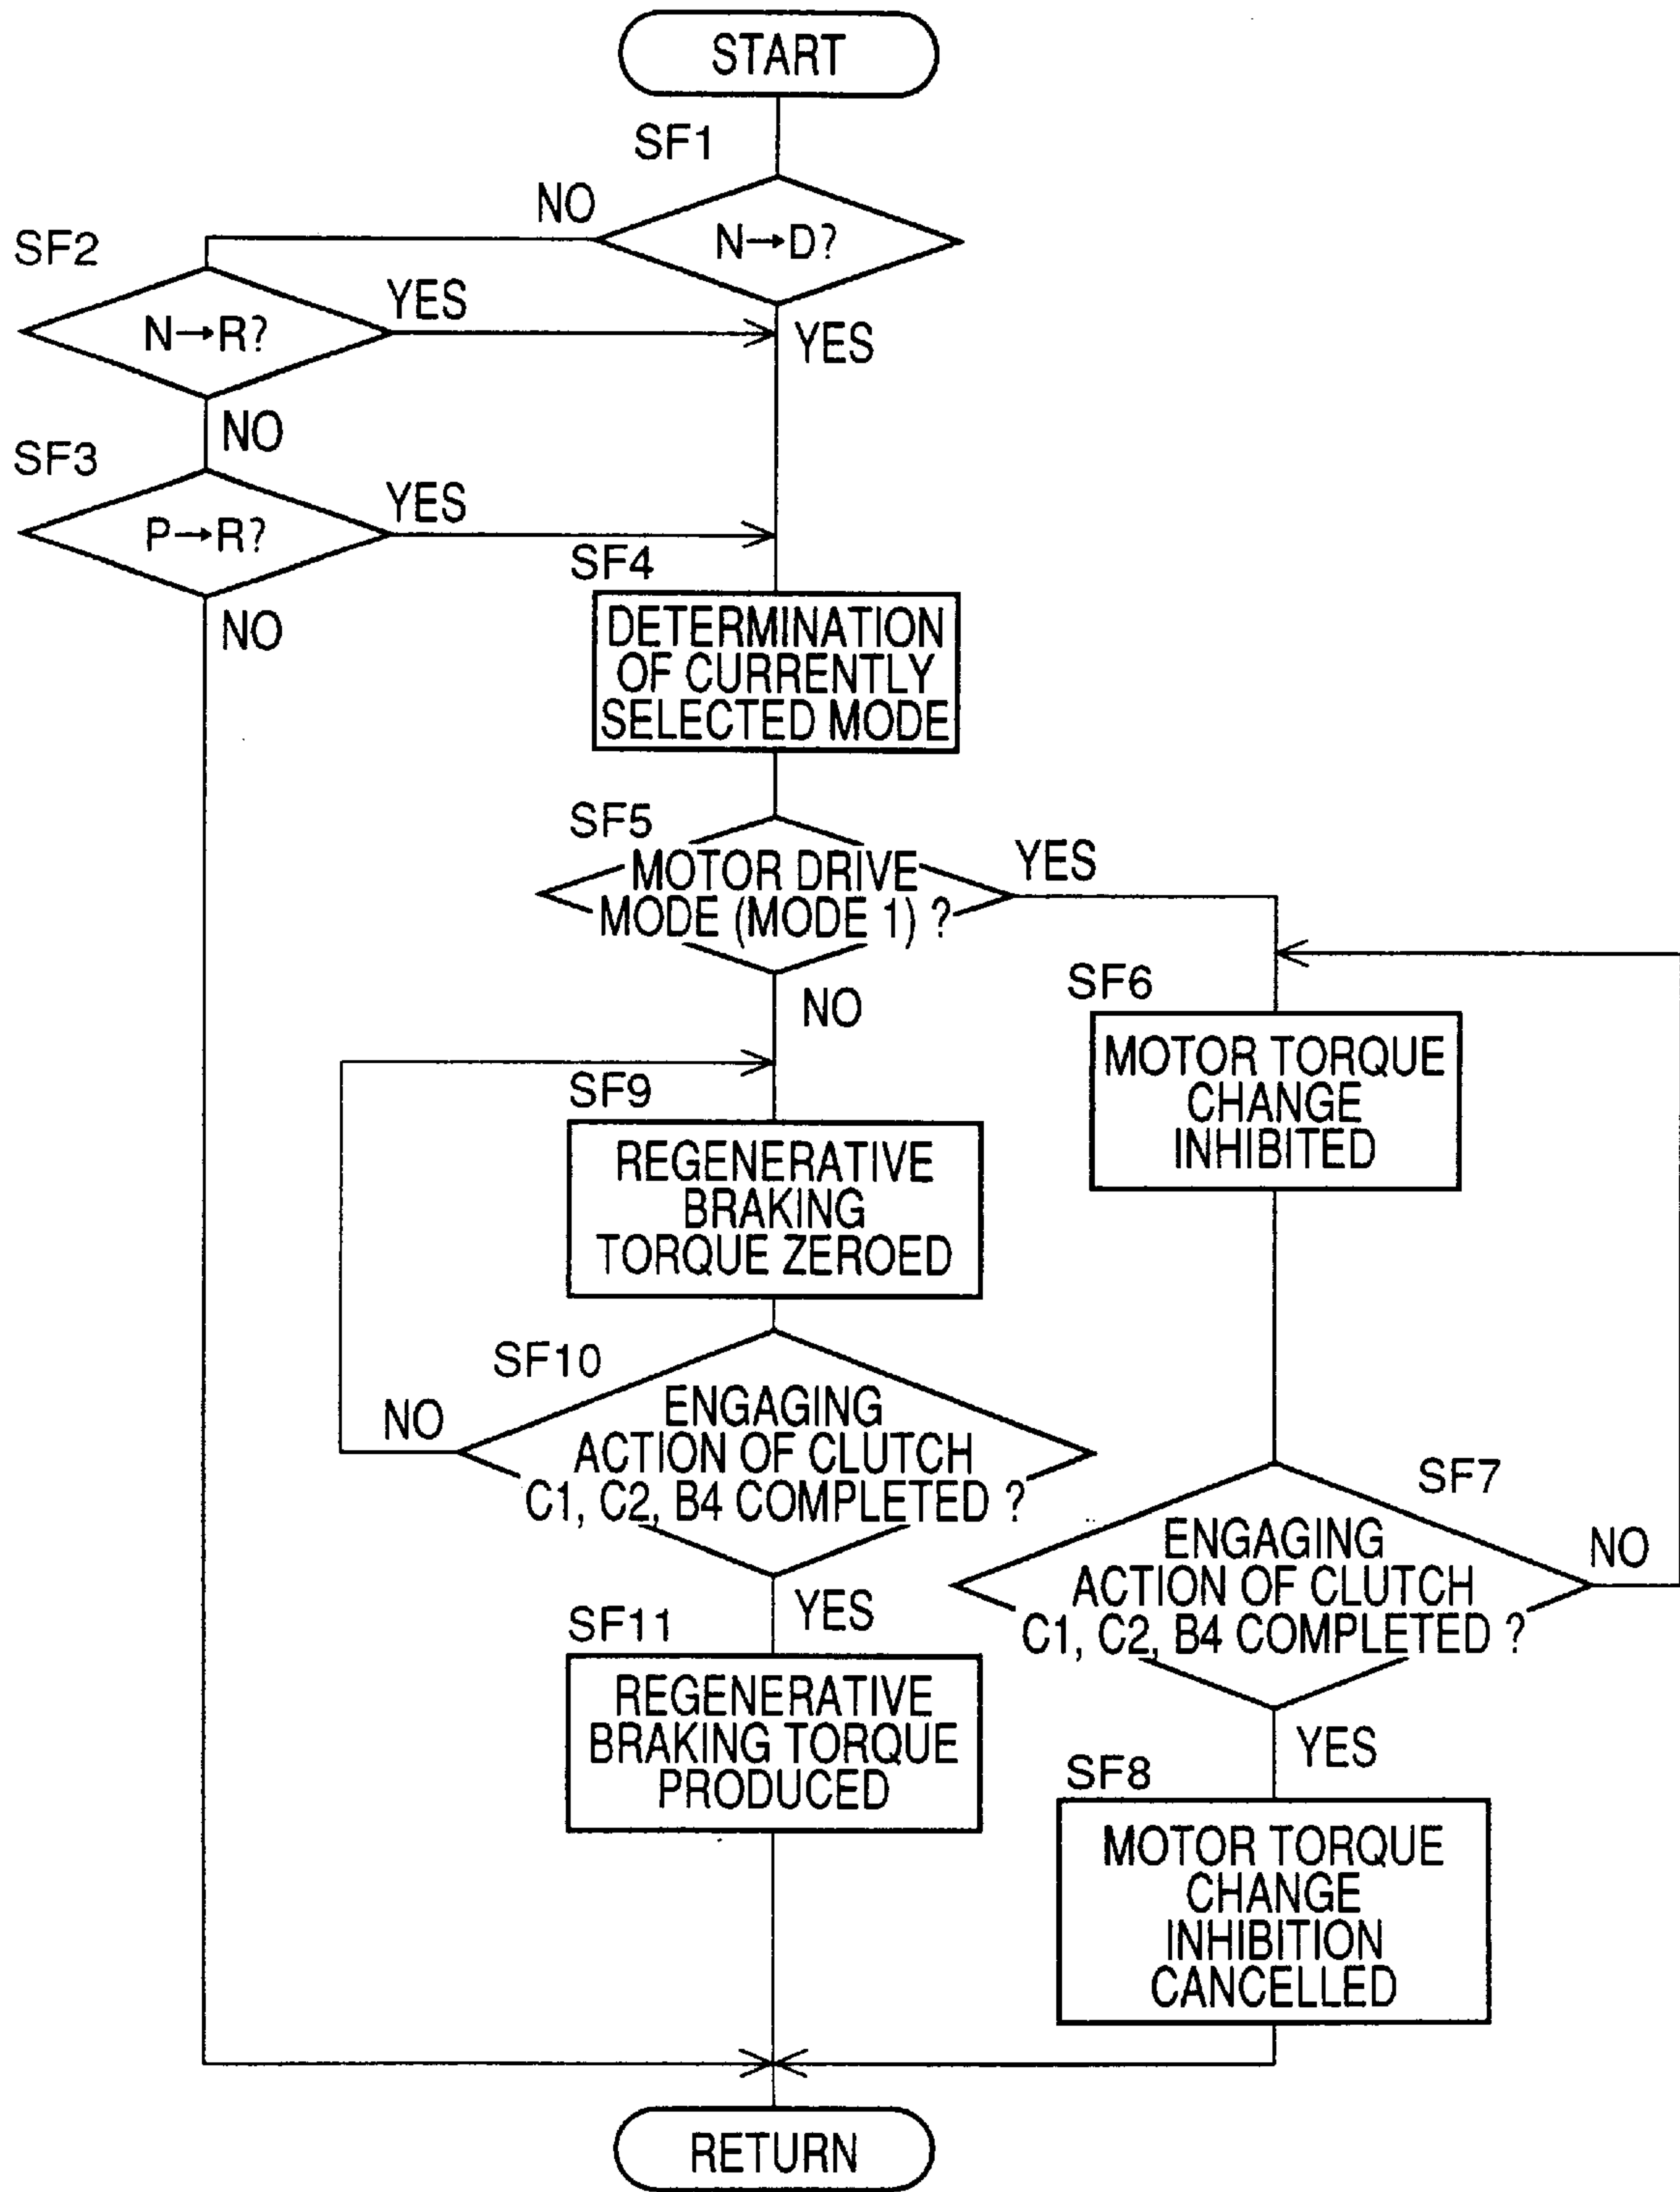 START
SF1
NO
N→D?
SF2
YES
N→R?
YES
NO
SF3
YES
P→R?
SF4
NO
DETERMINATION
OF CURRENTLY
SELECTED MODE
SF5
MOTOR DRIVE
MODE (MODE 1) ?
YES
NO
SF6
MOTOR TORQUE
CHANGE
INHIBITED
SF9
REGENERATIVE
BRAKING
TORQUE ZEROED
SF10
NO
ENGAGING
ACTION OF CLUTCH
C1, C2, B4 COMPLETED ?
SF7
ENGAGING
ACTION OF CLUTCH
C1, C2, B4 COMPLETED ?
NO
YES
SF11
REGENERATIVE
BRAKING TORQUE
PRODUCED
YES
SF8
MOTOR TORQUE
CHANGE
INHIBITION
CANCELLED
RETURN